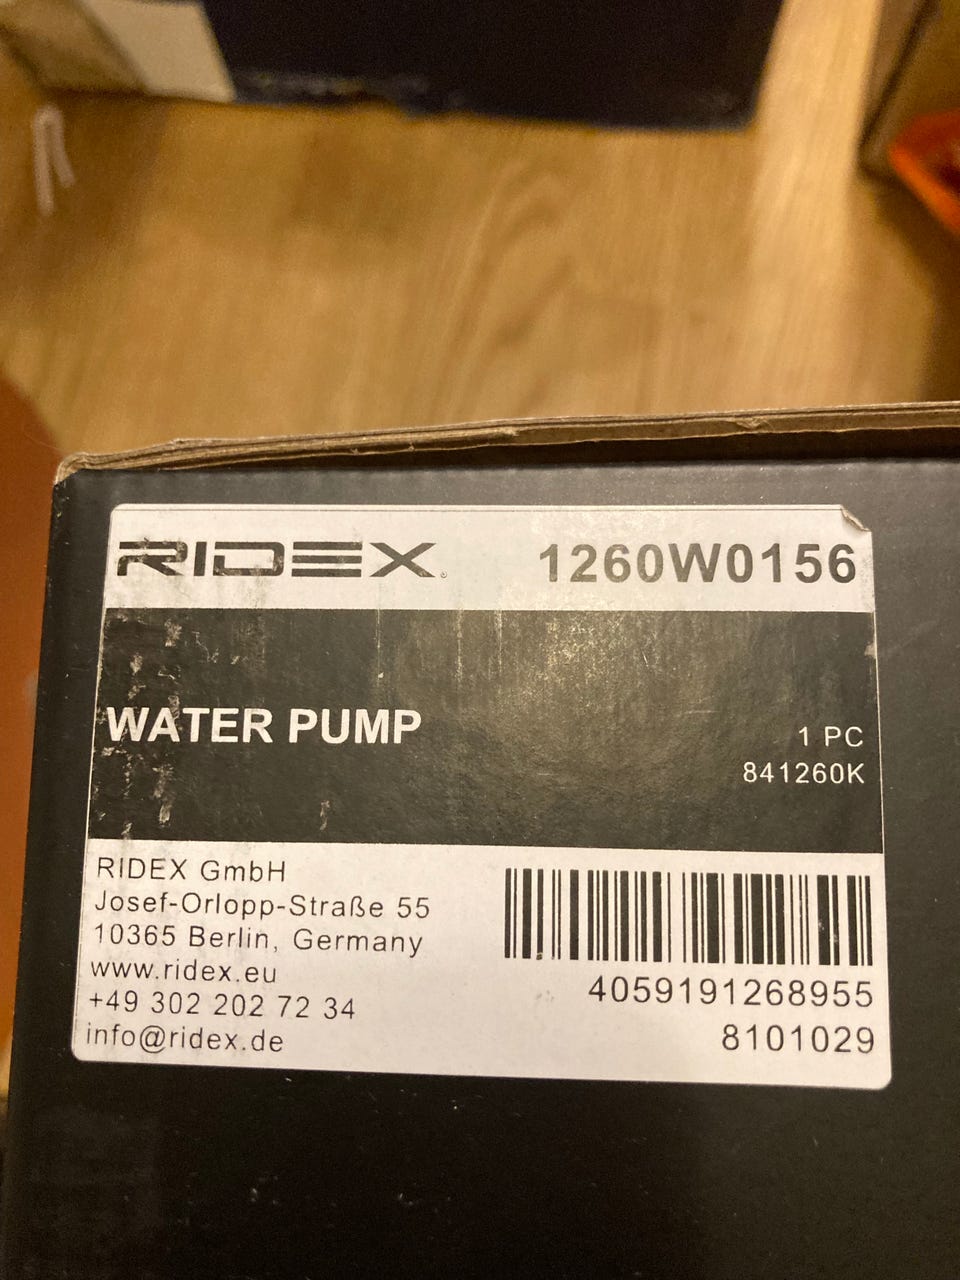 RIDEX 1260W0156
WATER PUMP
1 PC
841260K
RIDEX GmbH
Josef-Orlopp-Straße 55
10365 Berlin, Germany
www.ridex.eu
+49 302 202 72 34
info@ridex.de
4059191268955
8101029